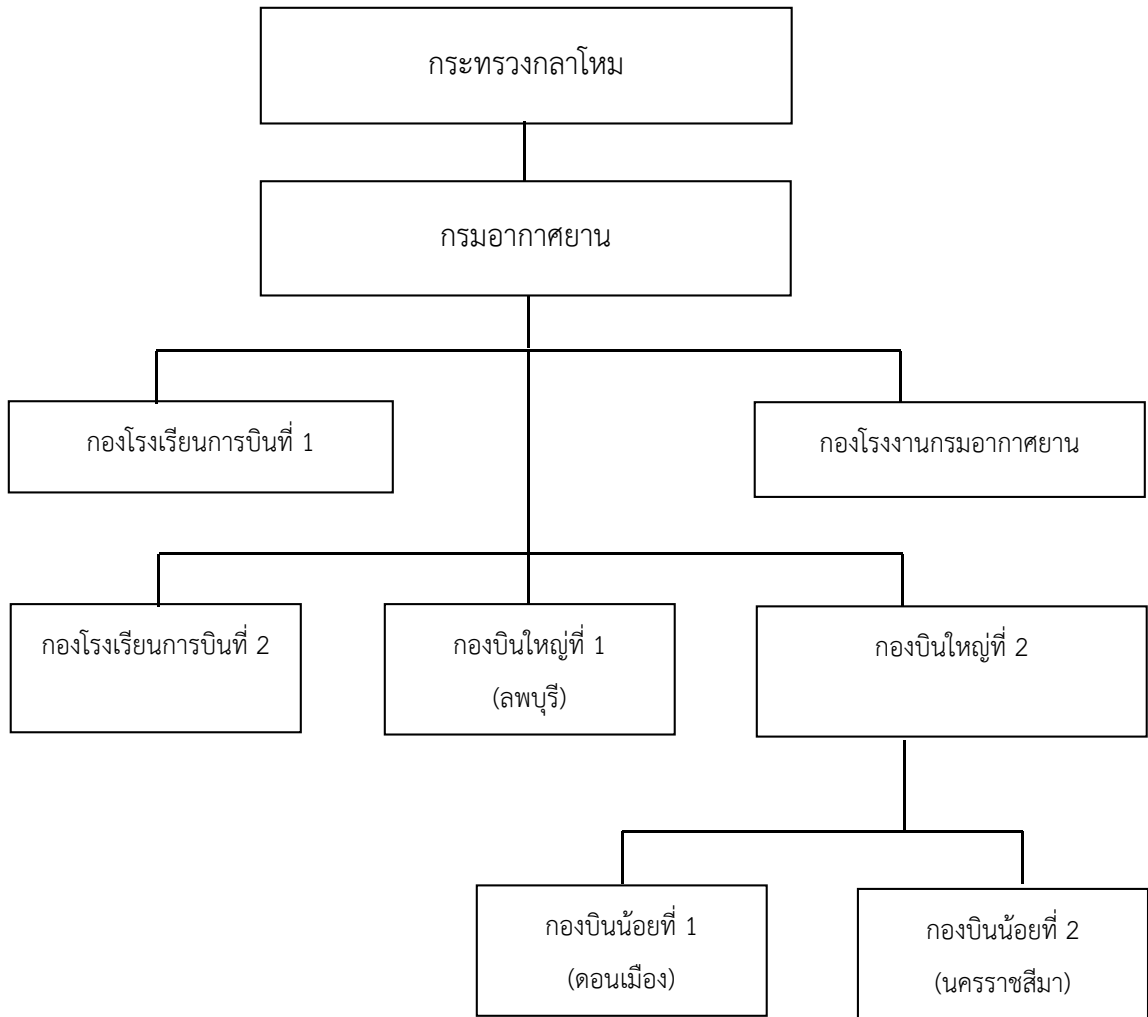 กระทรวงกลาโหม
กรมอากาศยาน
กองโรงเรียนการบินที่ 1
กองโรงงานกรมอากาศยาน
กองโรงเรียนการบินที่ 2
กองบินใหญ่ที่ 1
(ลพบุรี)
กองบินใหญ่ที่ 2
กองบินน้อยที่ 1
(ดอนเมือง)
กองบินน้อยที่ 2
(นครราชสีมา)